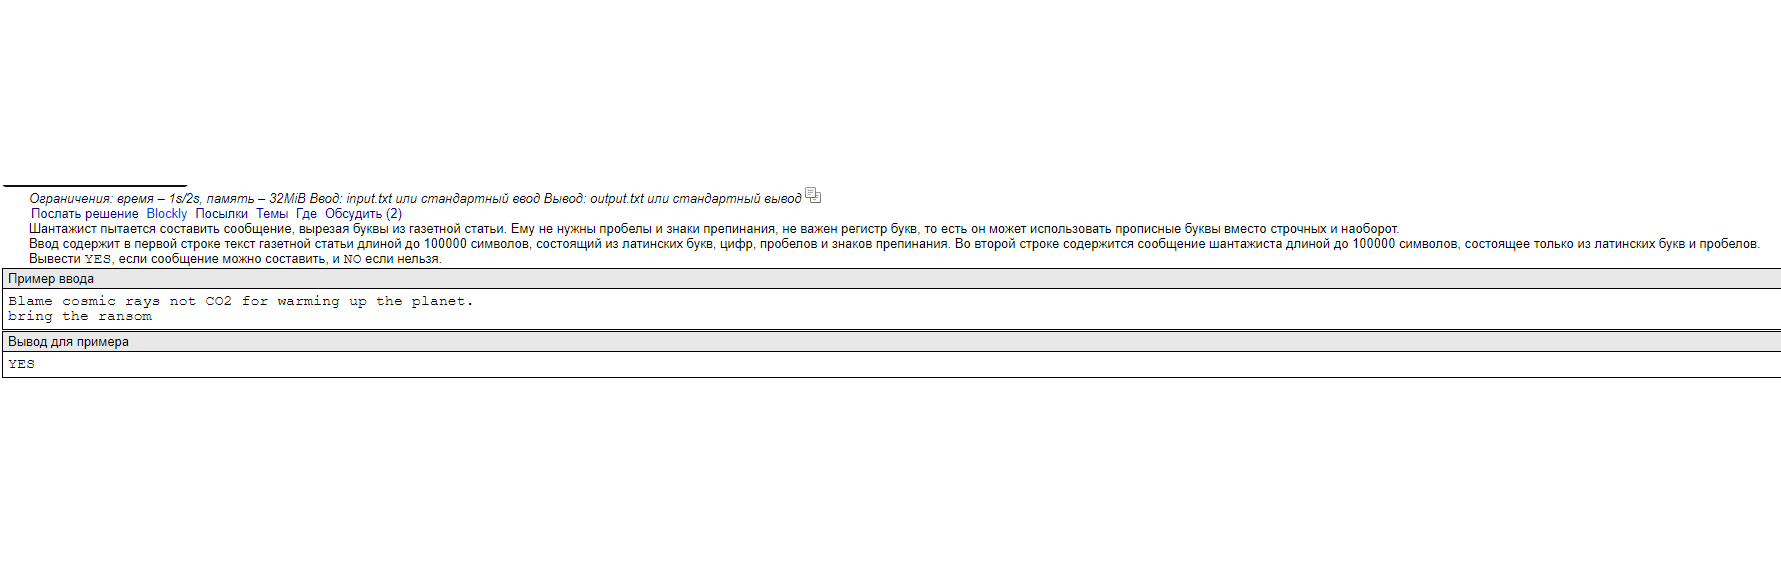 Ограничения: время – 1s/2s, память – 32MiB Ввод: input.txt или стандартный ввод Вывод: output.txt или стандартный вывод
Послать решение Blockly Посылки Темы Где Обсудить (2)
Шантажист пытается составить сообщение, вырезая буквы из газетной статьи. Ему не нужны пробелы и знаки препинания, не важен регистр букв, то есть он может использовать прописные буквы вместо строчных и наоборот.
Ввод содержит в первой строке текст газетной статьи длиной до 100000 символов, состоящий из латинских букв, цифр, пробелов и знаков препинания. Во второй строке содержится сообщение шантажиста длиной до 100000 символов, состоящее только из латинских букв и пробелов.
Вывести YES, если сообщение можно составить, и NO если нельзя.
Пример ввода
Blame cosmic rays not CO2 for warming up the planet.
bring the ransom
Вывод для примера
YES